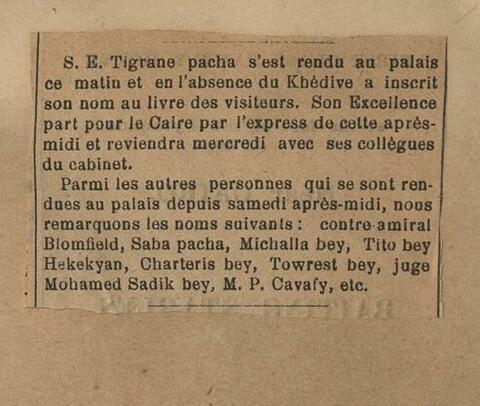 S. E. Tigrane pacha s'est rendu au palais
ce matin et en l'absence du Khédive a inscrit
son nom au livre des visiteurs. Son Excellence
part pour le Caire par l'express de cette après-
midi et reviendra mercredi avec ses collègues
du cabinet.
Parmi les autres personnes qui se sont ren-
dues au palais depuis samedi après-midi, nous
remarquons les noms suivants : contre-amiral
Blomfield, Saba pacha, Michalla bey, Tito bey
Hekekyan, Charteris bey, Towrest bey, juge
Mohamed Sadik bey, M. P. Cavafy, etc.